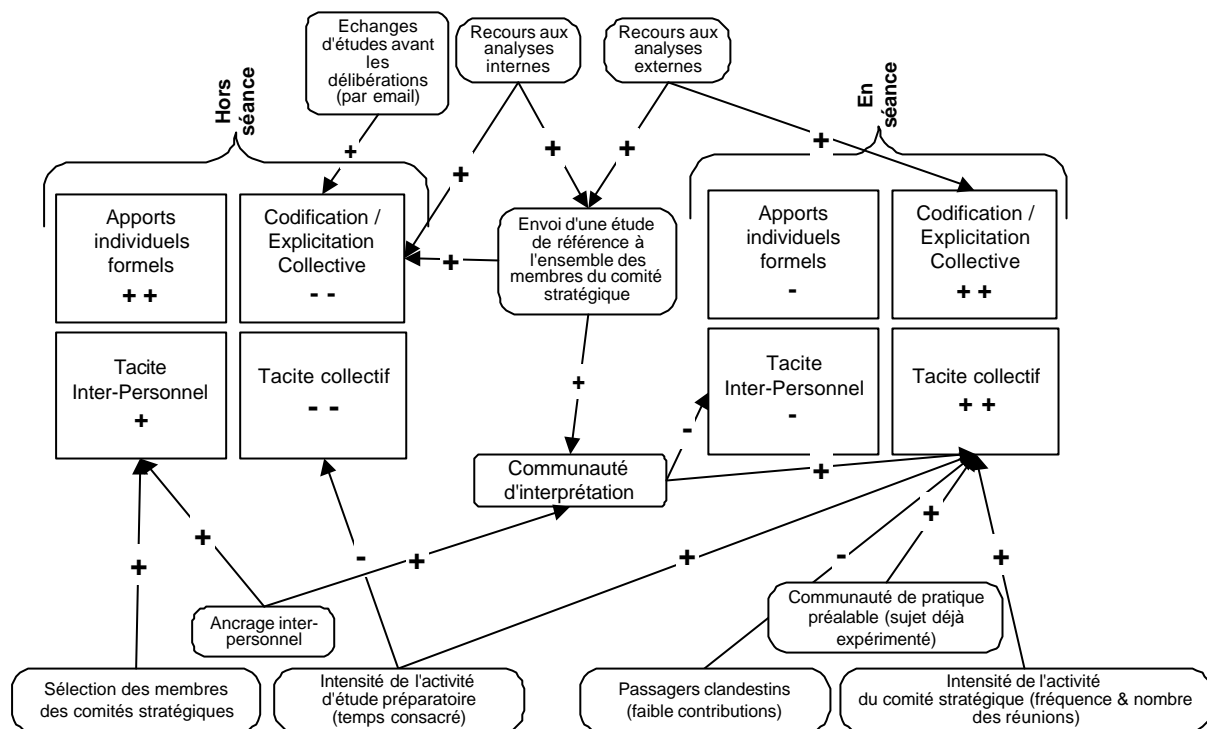 Echanges
d'études avant
les
délibérations
(par email)
Recours aux
analyses
internes
Recours aux
analyses
externes
Hors
séance
En
séance
+
+
+
+
+
+
Apports
individuels
formels
+ +
Codification /
Explicitation
Collective
- -
Envoi d'une étude
de référence à
l'ensemble des
membres du comité
stratégique
Apports
individuels
formels
-
Codification /
Explicitation
Collective
+ +
Tacite
Inter-Personnel
+
Tacite collectif
- -
+
-
Tacite
Inter-Personnel
-
Tacite collectif
+ +
Communauté
d'interprétation
+
+
+
-
+
+
-
+
+
Ancrage inter-
personnel
Communauté de pratique
préalable (sujet déjà
expérimenté)
Sélection des membres
des comités stratégiques
Intensité de l'activité
d'étude préparatoire
(temps consacré)
Passagers clandestins
(faible contributions)
Intensité de l'activité
du comité stratégique (fréquence & nombre
des réunions)